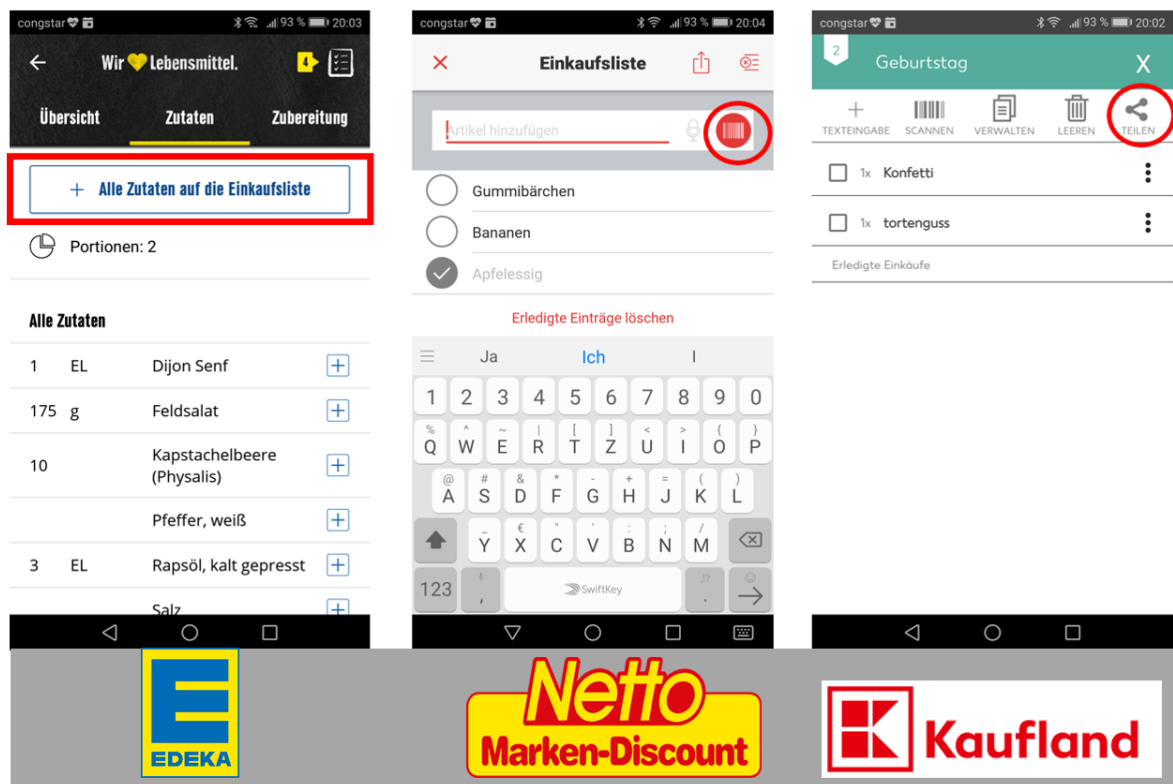 congstar 93 % 20:03
Wir Lebensmittel. 4
Übersicht Zutaten Zubereitung
+ Alle Zutaten auf die Einkaufsliste
Portionen: 2
Alle Zutaten
1 EL Dijon Senf
175 g Feldsalat
10 Kapstachelbeere
(Physalis)
Pfeffer, weiß
3 EL Rapsöl, kalt gepresst
Salz
EDEKA
congstar 93 % 20:04
Einkaufsliste
Artikel hinzufügen
Gummibärchen
Bananen
Apfelessig
Erledigte Einträge löschen
Ja Ich I
1 2 3 4 5 6 7 8 9 0
% ^ ~ | [ ] < > { }
Q W E R T Z U I O P
@ # & * - + = ( )
A S D F G H J K L
_ € " ' : ; /
Y X C V B N M
123 , SwiftKey . !?
Netto
Marken-Discount
congstar 93 % 20:02
2 Geburtstag X
TEXTEINGABE SCANNEN VERWALTEN LEEREN TEILEN
1x Konfetti
1x tortenguss
Erledigte Einkäufe
K Kaufland